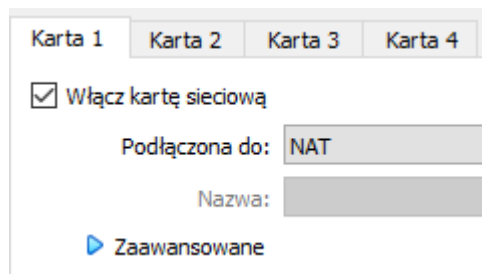 Karta 1 Karta 2 Karta 3 Karta 4
Włącz kartę sieciową
Podłączona do: NAT
Nazwa:
Zaawansowane